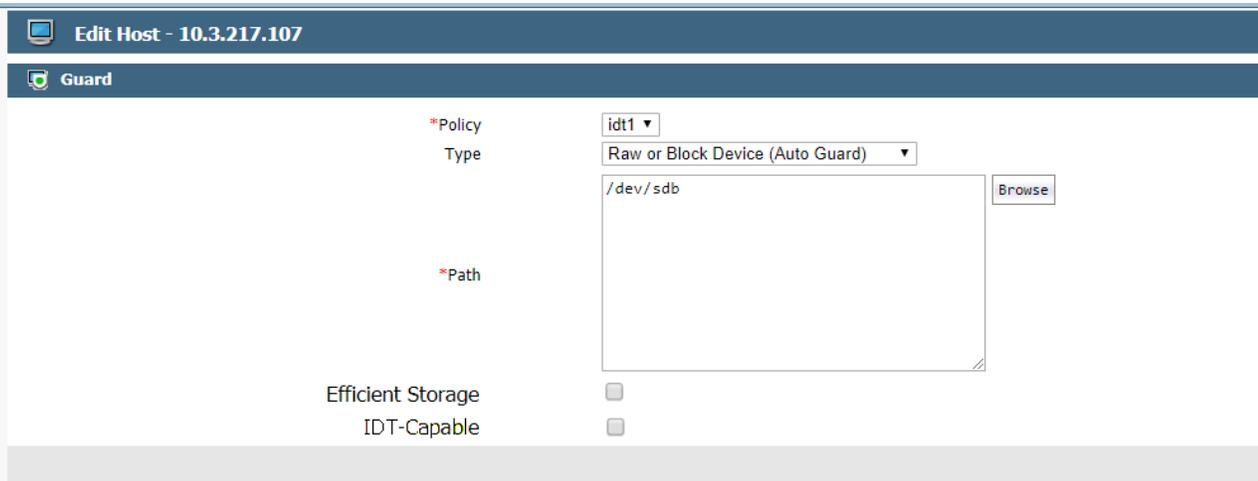 Edit Host - 10.3.217.107
Guard
*Policy idt1
Type Raw or Block Device (Auto Guard)
/dev/sdb Browse
*Path
Efficient Storage
IDT-Capable